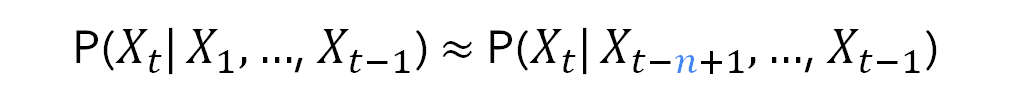 P(X_t| X_1, ..., X_{t−1}) ≈ P(X_t| X_{t−n+1}, ..., X_{t−1})